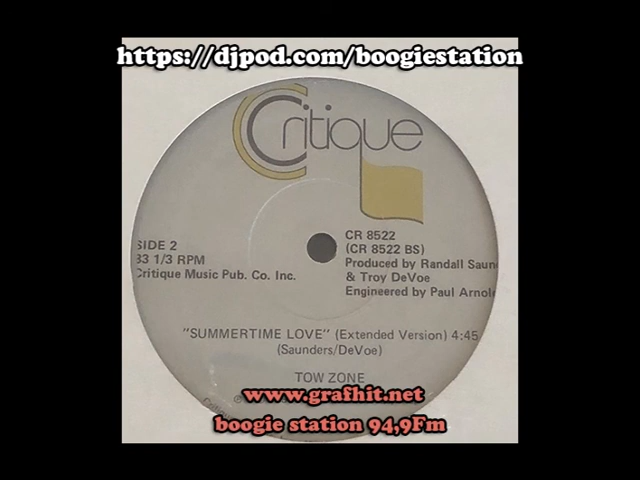 https://djpod.com/boogiestation
Critique
SIDE 2
33 1/3 RPM
Critique Music Pub. Co. Inc.
CR 8522
(CR 8522 BS)
Produced by Randall Saun
& Troy DeVoe
Engineered by Paul Arnol
"SUMMERTIME LOVE" (Extended Version) 4:45
(Saunders/DeVoe)
TOW ZONE
www.grafhit.net
boogie station 94,9Fm